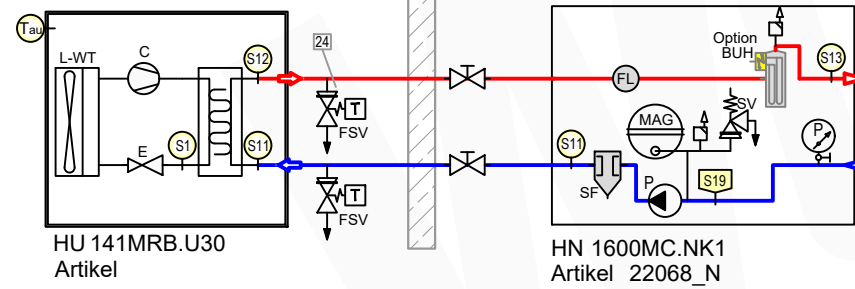 Tau
L-WT
C
S12
E
S1
S11
HU 141MRB.U30
Artikel
24
T
FSV
T
FSV
Option
BUH
S13
FL
MAG
SV
S11
P
SF
P
S19
HN 1600MC.NK1
Artikel 22068_N